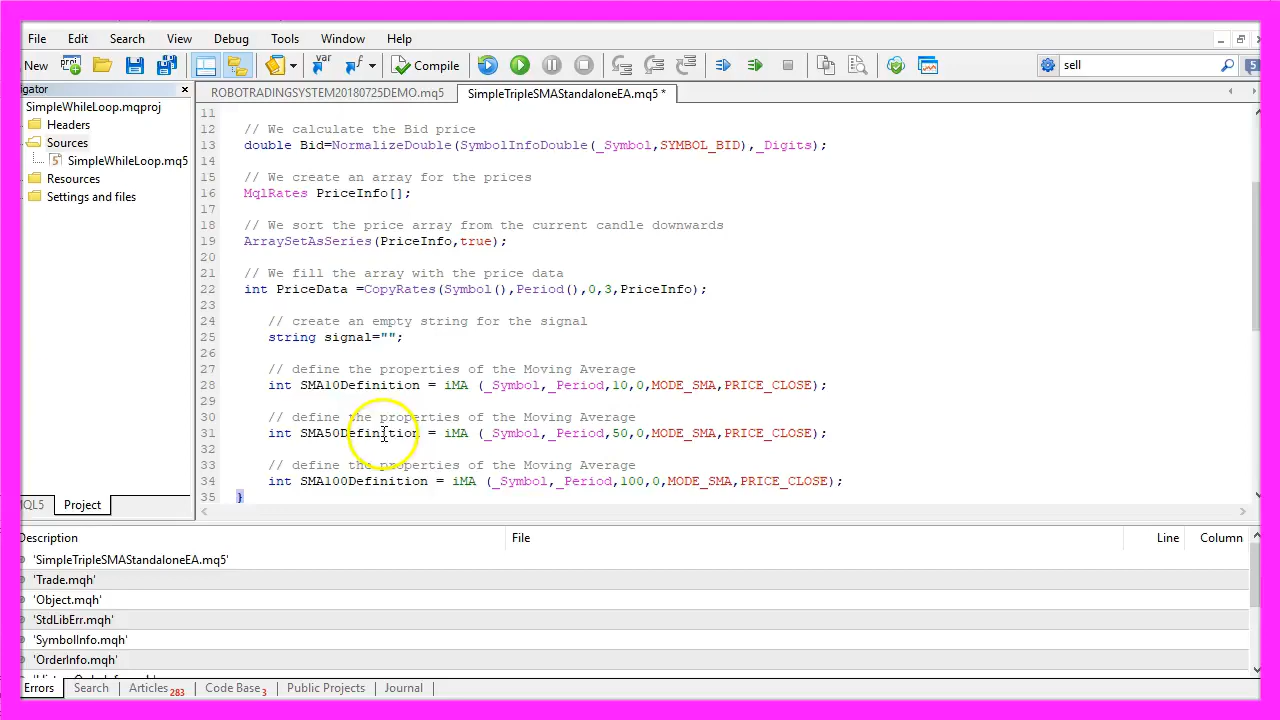 File Edit Search View Debug Tools Window Help
New Compile sell 5
igator
ROBOTRADINGSYSTEM20180725DEMO.mq5 SimpleTripleSMAStandaloneEA.mq5 *
SimpleWhileLoop.mqproj
Headers
Sources
SimpleWhileLoop.mq5
Resources
Settings and files
MQL5 Project
11
12 // We calculate the Bid price
13 double Bid=NormalizeDouble(SymbolInfoDouble(_Symbol,SYMBOL_BID),_Digits);
14
15 // We create an array for the prices
16 MqlRates PriceInfo[];
17
18 // We sort the price array from the current candle downwards
19 ArraySetAsSeries(PriceInfo,true);
20
21 // We fill the array with the price data
22 int PriceData =CopyRates(Symbol(),Period(),0,3,PriceInfo);
23
24 // create an empty string for the signal
25 string signal="";
26
27 // define the properties of the Moving Average
28 int SMA10Definition = iMA (_Symbol,_Period,10,0,MODE_SMA,PRICE_CLOSE);
29
30 // define the properties of the Moving Average
31 int SMA50Definition = iMA (_Symbol,_Period,50,0,MODE_SMA,PRICE_CLOSE);
32
33 // define the properties of the Moving Average
34 int SMA100Definition = iMA (_Symbol,_Period,100,0,MODE_SMA,PRICE_CLOSE);
35 }
Description File Line Column
'SimpleTripleSMAStandaloneEA.mq5'
'Trade.mqh'
'Object.mqh'
'StdLibErr.mqh'
'SymbolInfo.mqh'
'OrderInfo.mqh'
Errors Search Articles 283 Code Base 3 Public Projects Journal